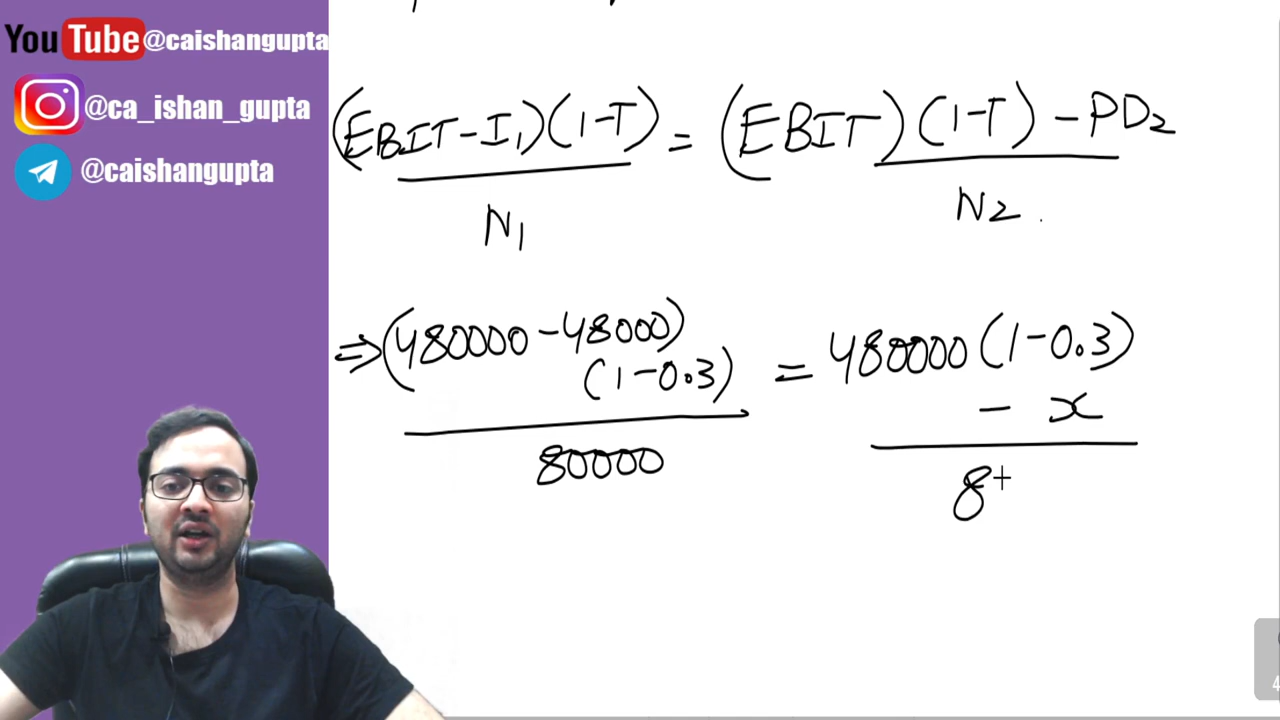 YouTube@caishangupta
@ca_ishan_gupta
@caishangupta
(EBIT-I₁)(1-T) = (EBIT)(1-T) - PD₂
N₁ N₂
⇒ (480000-48000) = 480000(1-0.3)
(1-0.3) - x
80000 8